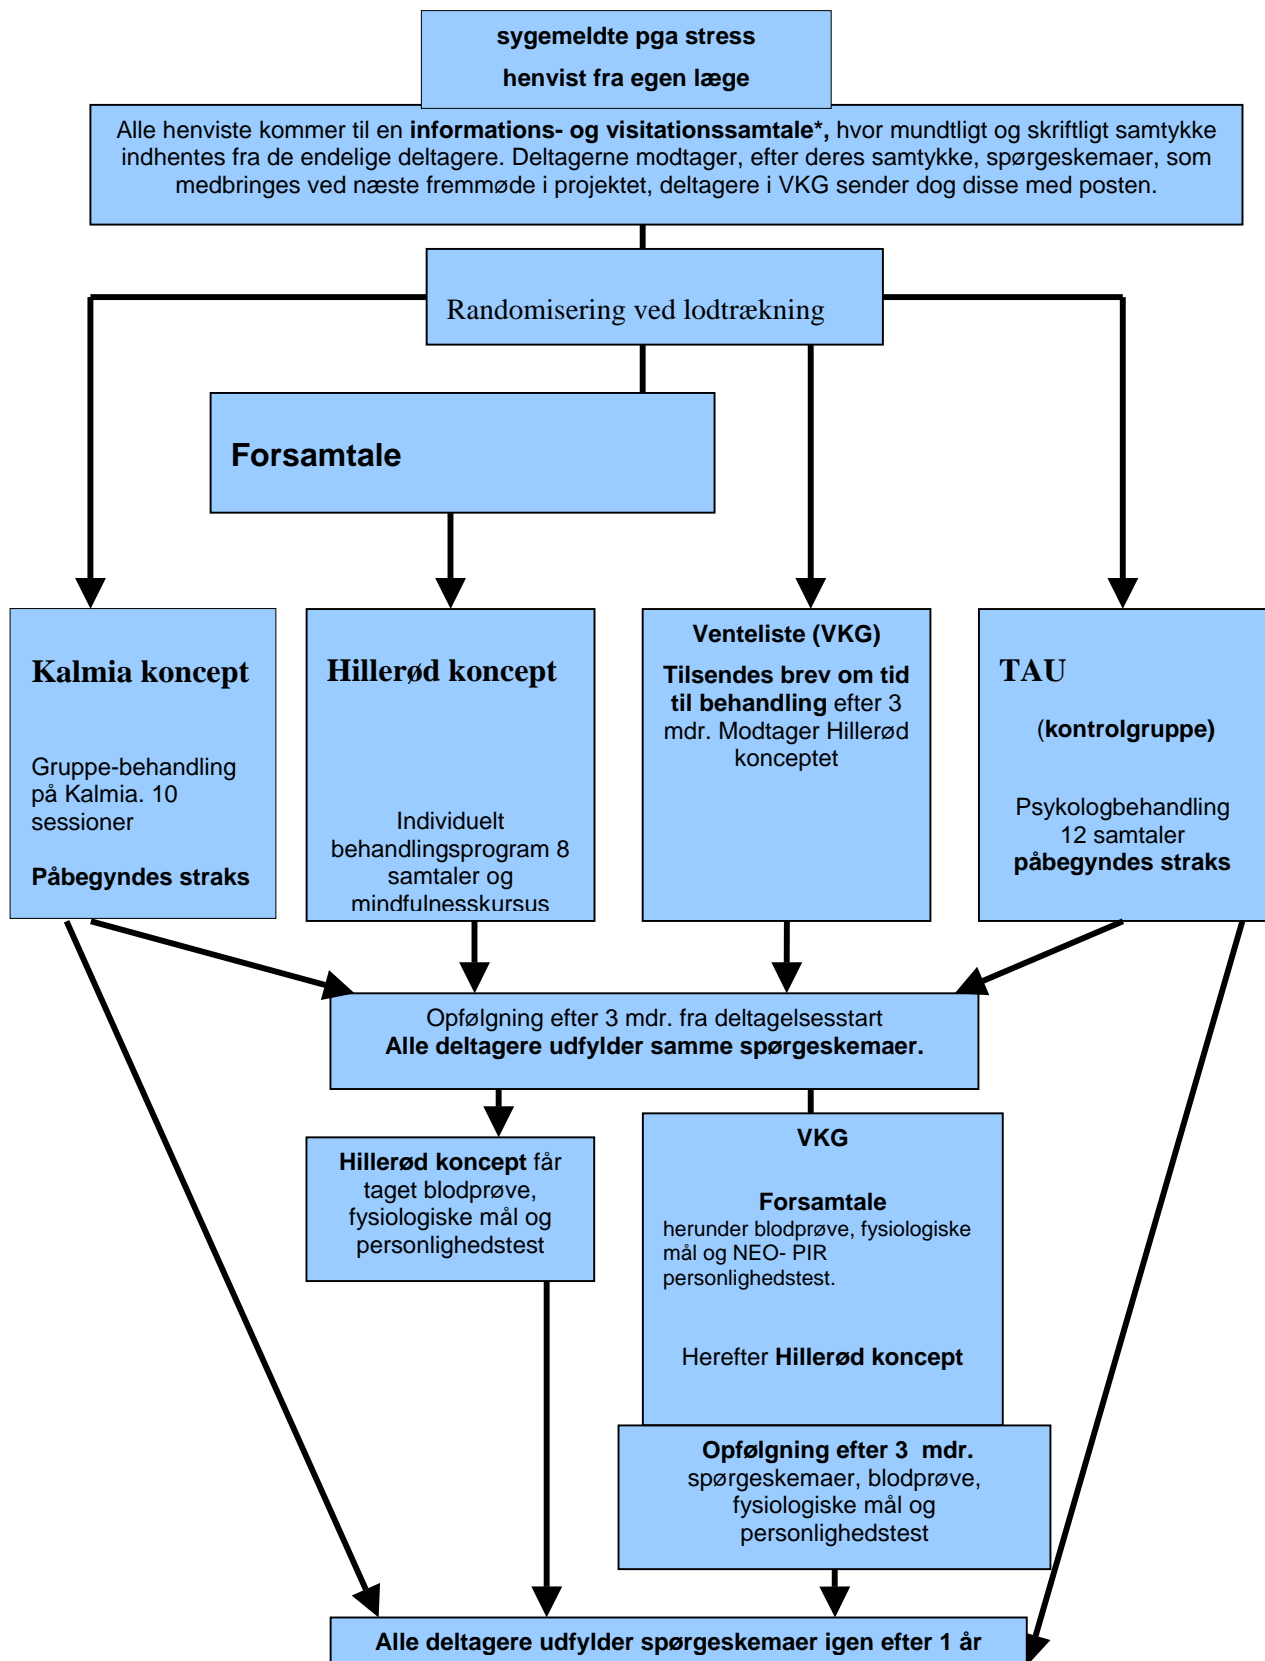 sygemeldte pga stress
henvist fra egen læge
Alle henviste kommer til en informations- og visitationssamtale*, hvor mundtligt og skriftligt samtykke
indhentes fra de endelige deltagere. Deltagerne modtager, efter deres samtykke, spørgeskemaer, som
medbringes ved næste fremmøde i projektet, deltagere i VKG sender dog disse med posten.
Randomisering ved lodtrækning
Forsamtale
Kalmia koncept
Gruppe-behandling
på Kalmia. 10
sessioner
Påbegyndes straks
Hillerød koncept
Individuelt
behandlingsprogram 8
samtaler og
mindfulnesskursus
Venteliste (VKG)
Tilsendes brev om tid
til behandling efter 3
mdr. Modtager Hillerød
konceptet
TAU
(kontrolgruppe)
Psykologbehandling
12 samtaler
påbegyndes straks
Opfølgning efter 3 mdr. fra deltagelsesstart
Alle deltagere udfylder samme spørgeskemaer.
Hillerød koncept får
taget blodprøve,
fysiologiske mål og
personlighedstest
VKG
Forsamtale
herunder blodprøve, fysiologiske
mål og NEO- PIR
personlighedstest.
Herefter Hillerød koncept
Opfølgning efter 3  mdr.
spørgeskemaer, blodprøve,
fysiologiske mål og
personlighedstest
Alle deltagere udfylder spørgeskemaer igen efter 1 år